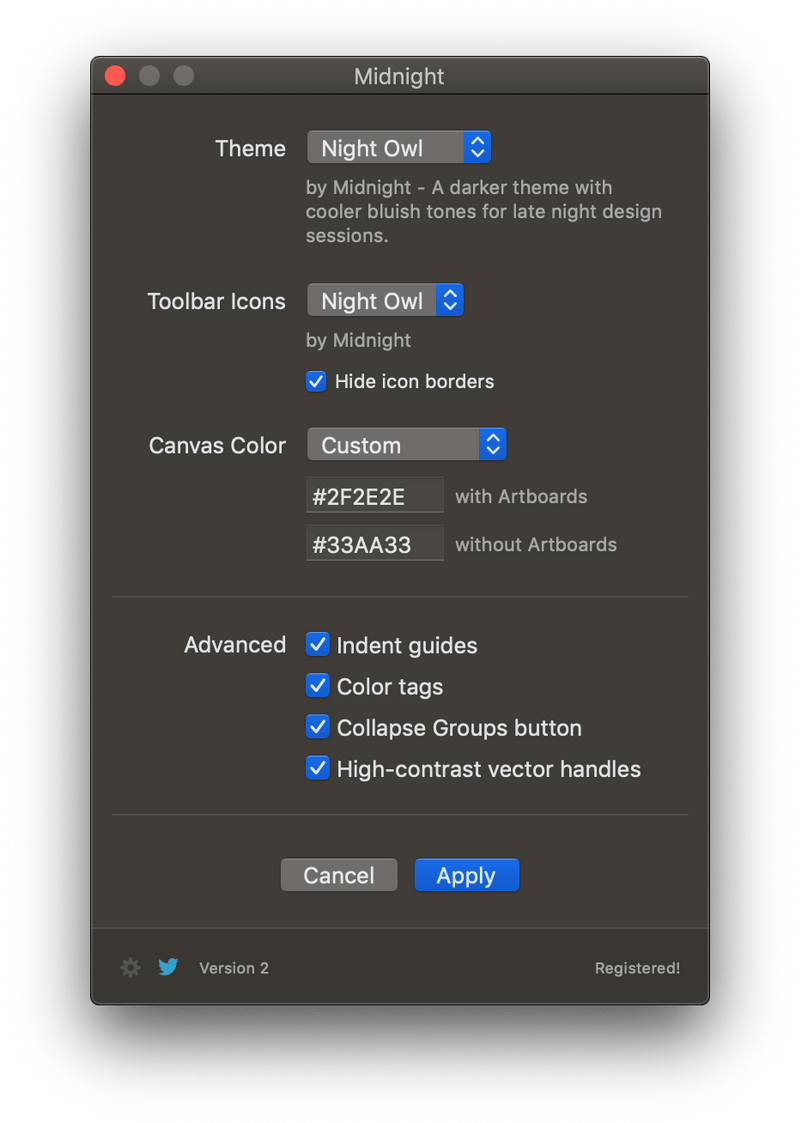 Midnight
Theme Night Owl
by Midnight - A darker theme with
cooler bluish tones for late night design
sessions.
Toolbar Icons Night Owl
by Midnight
Hide icon borders
Canvas Color Custom
#2F2E2E with Artboards
#33AA33 without Artboards
Advanced Indent guides
Color tags
Collapse Groups button
High-contrast vector handles
Cancel Apply
Version 2 Registered!